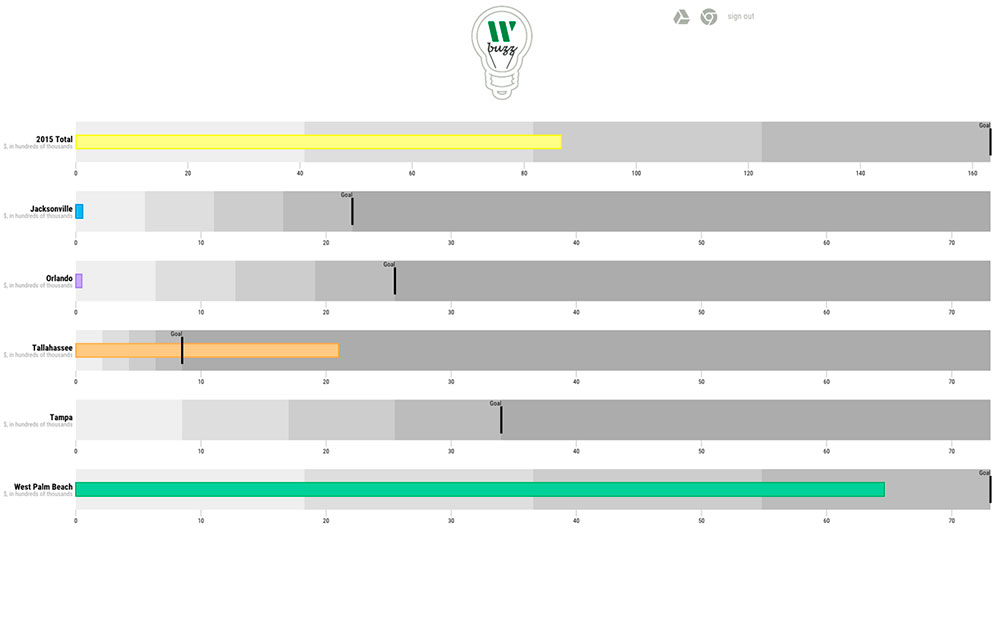 W
buzz
sign out
Goal
2015 Total
$, in hundreds of thousands
0 20 40 60 80 100 120 140 160
Goal
Jacksonville
$, in hundreds of thousands
0 10 20 30 40 50 60 70
Goal
Orlando
$, in hundreds of thousands
0 10 20 30 40 50 60 70
Goal
Tallahassee
$, in hundreds of thousands
0 10 20 30 40 50 60 70
Goal
Tampa
$, in hundreds of thousands
0 10 20 30 40 50 60 70
Goal
West Palm Beach
$, in hundreds of thousands
0 10 20 30 40 50 60 70